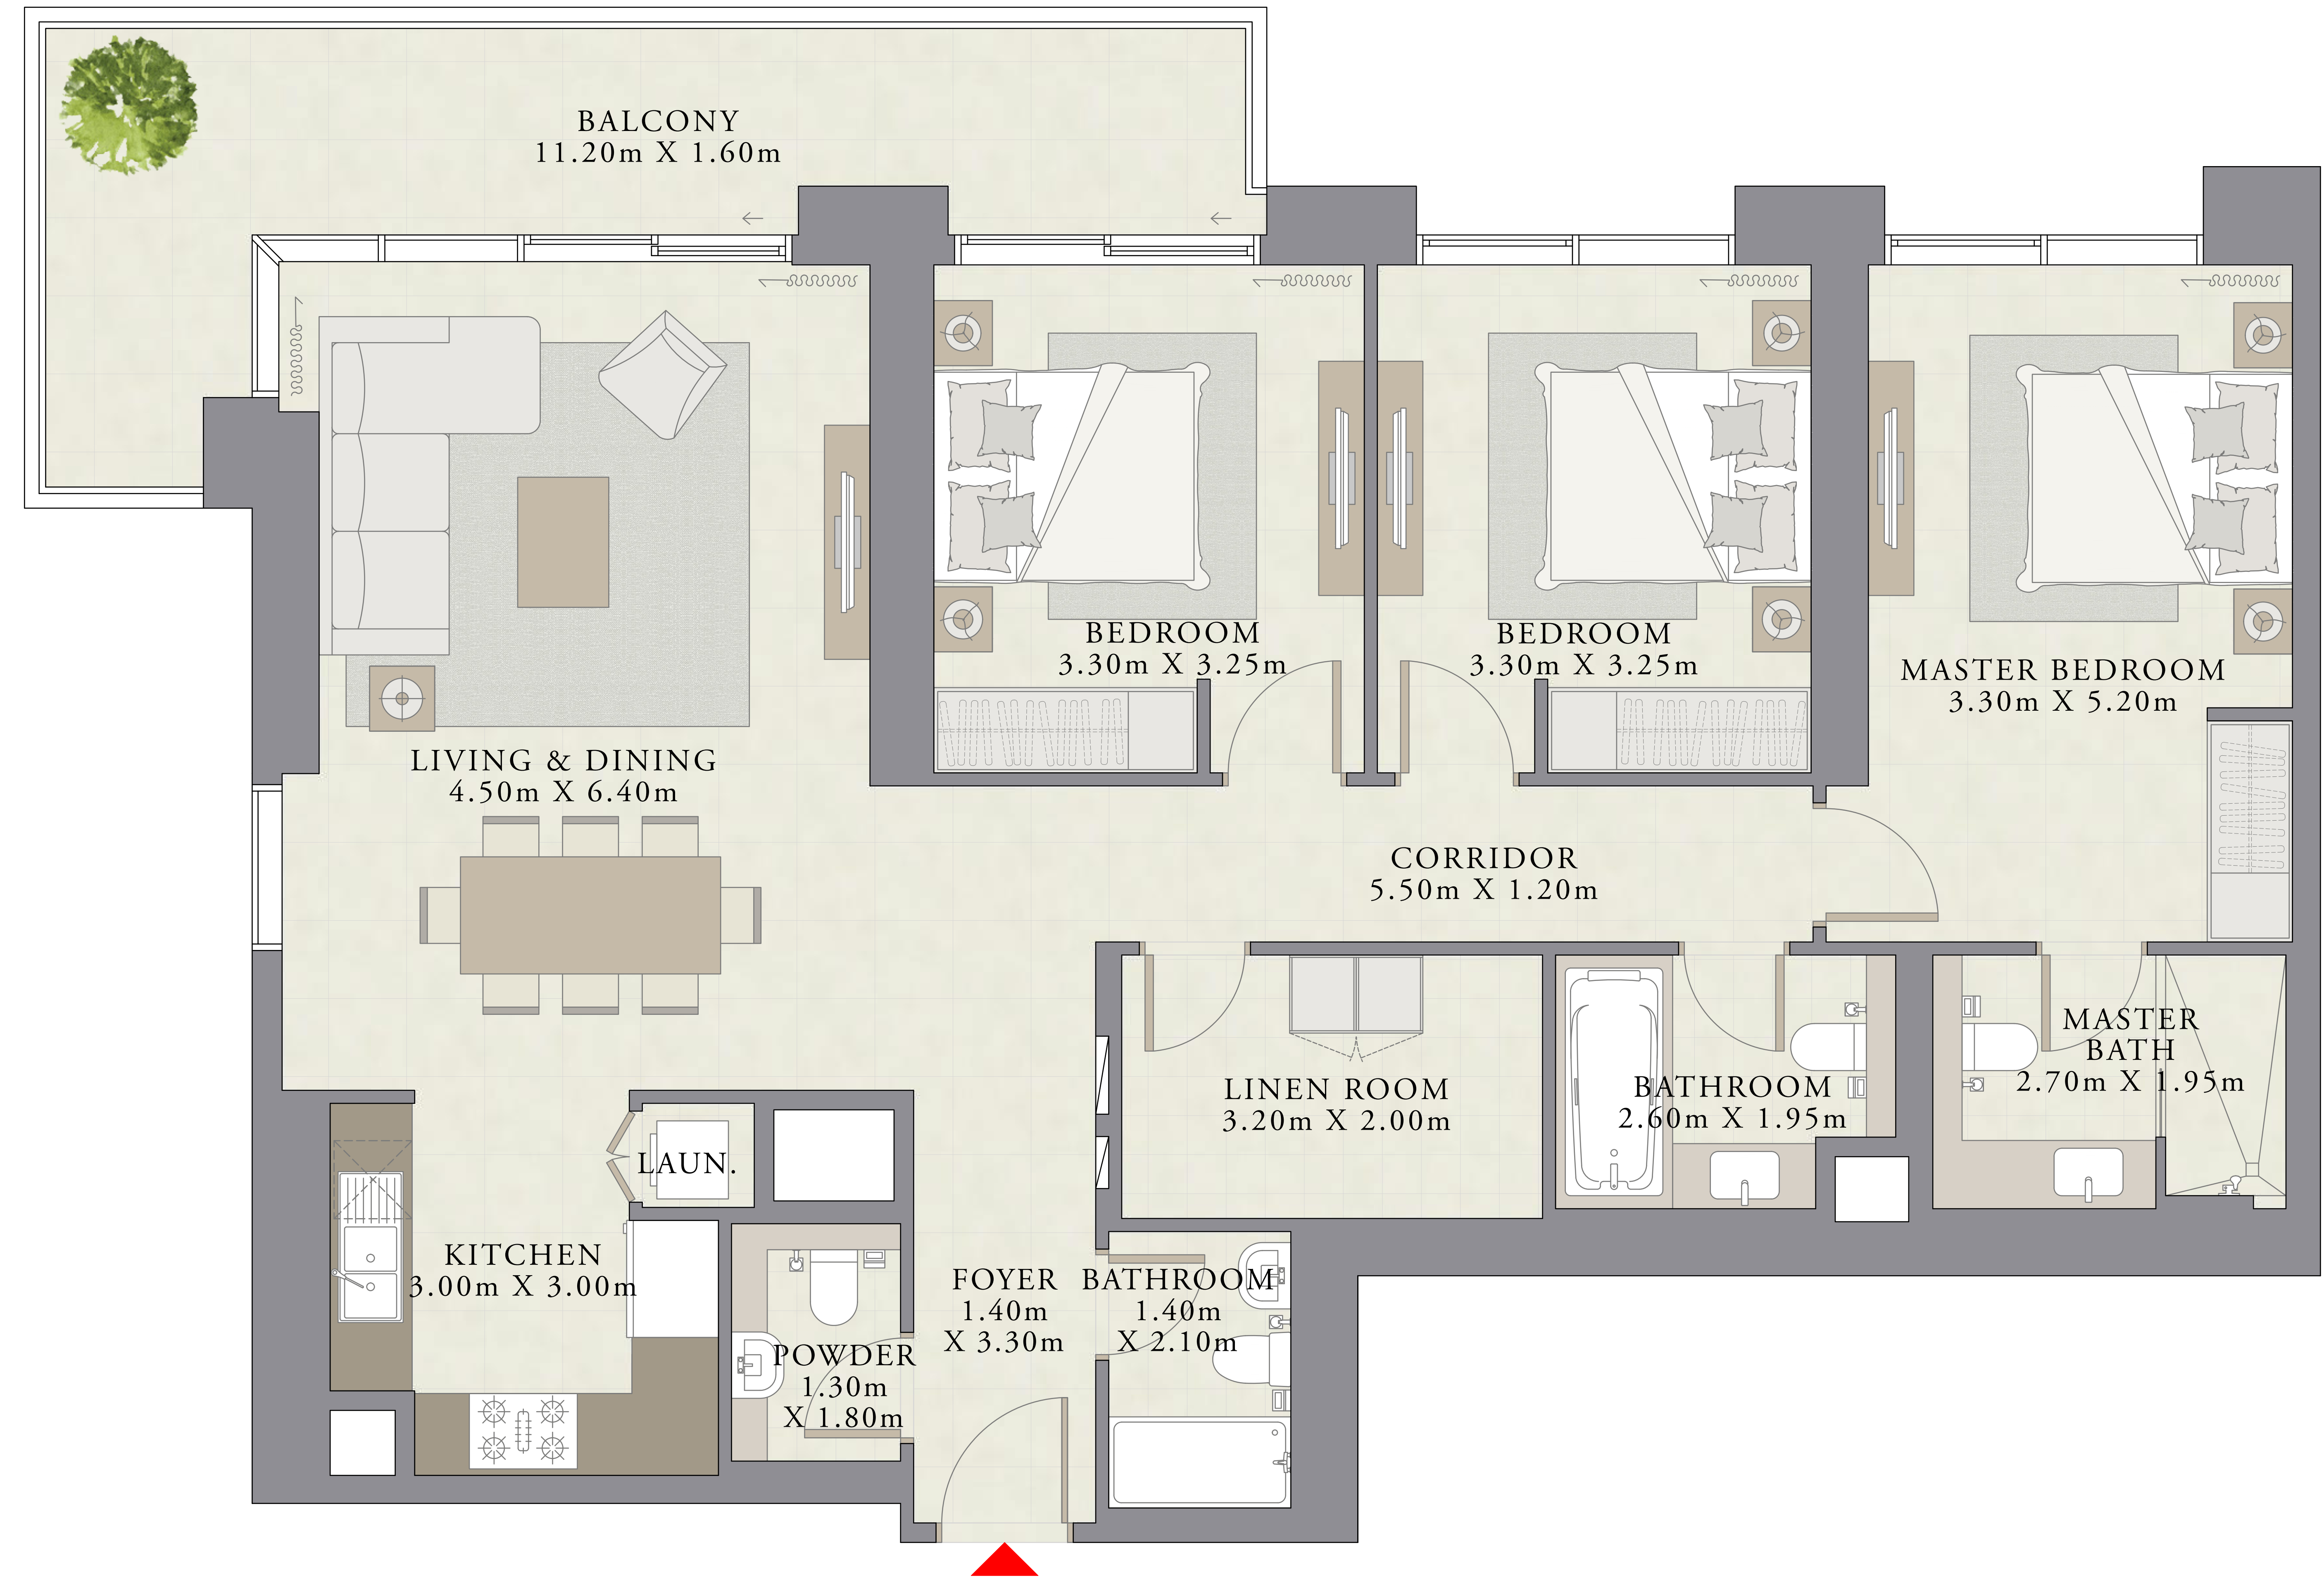 BALCONY
11.20m X 1.60m
BEDROOM
3.30m X 3.25m
BEDROOM
3.30m X 3.25m
MASTER BEDROOM
3.30m X 5.20m
LIVING & DINING
4.50m X 6.40m
CORRIDOR
5.50m X 1.20m
MASTER
BATH
2.70m X 1.95m
LINEN ROOM
3.20m X 2.00m
BATHROOM
2.60m X 1.95m
LAUN.
KITCHEN
3.00m X 3.00m
FOYER
1.40m
X 3.30m
BATHROOM
1.40m
X 2.10m
POWDER
1.30m
X 1.80m